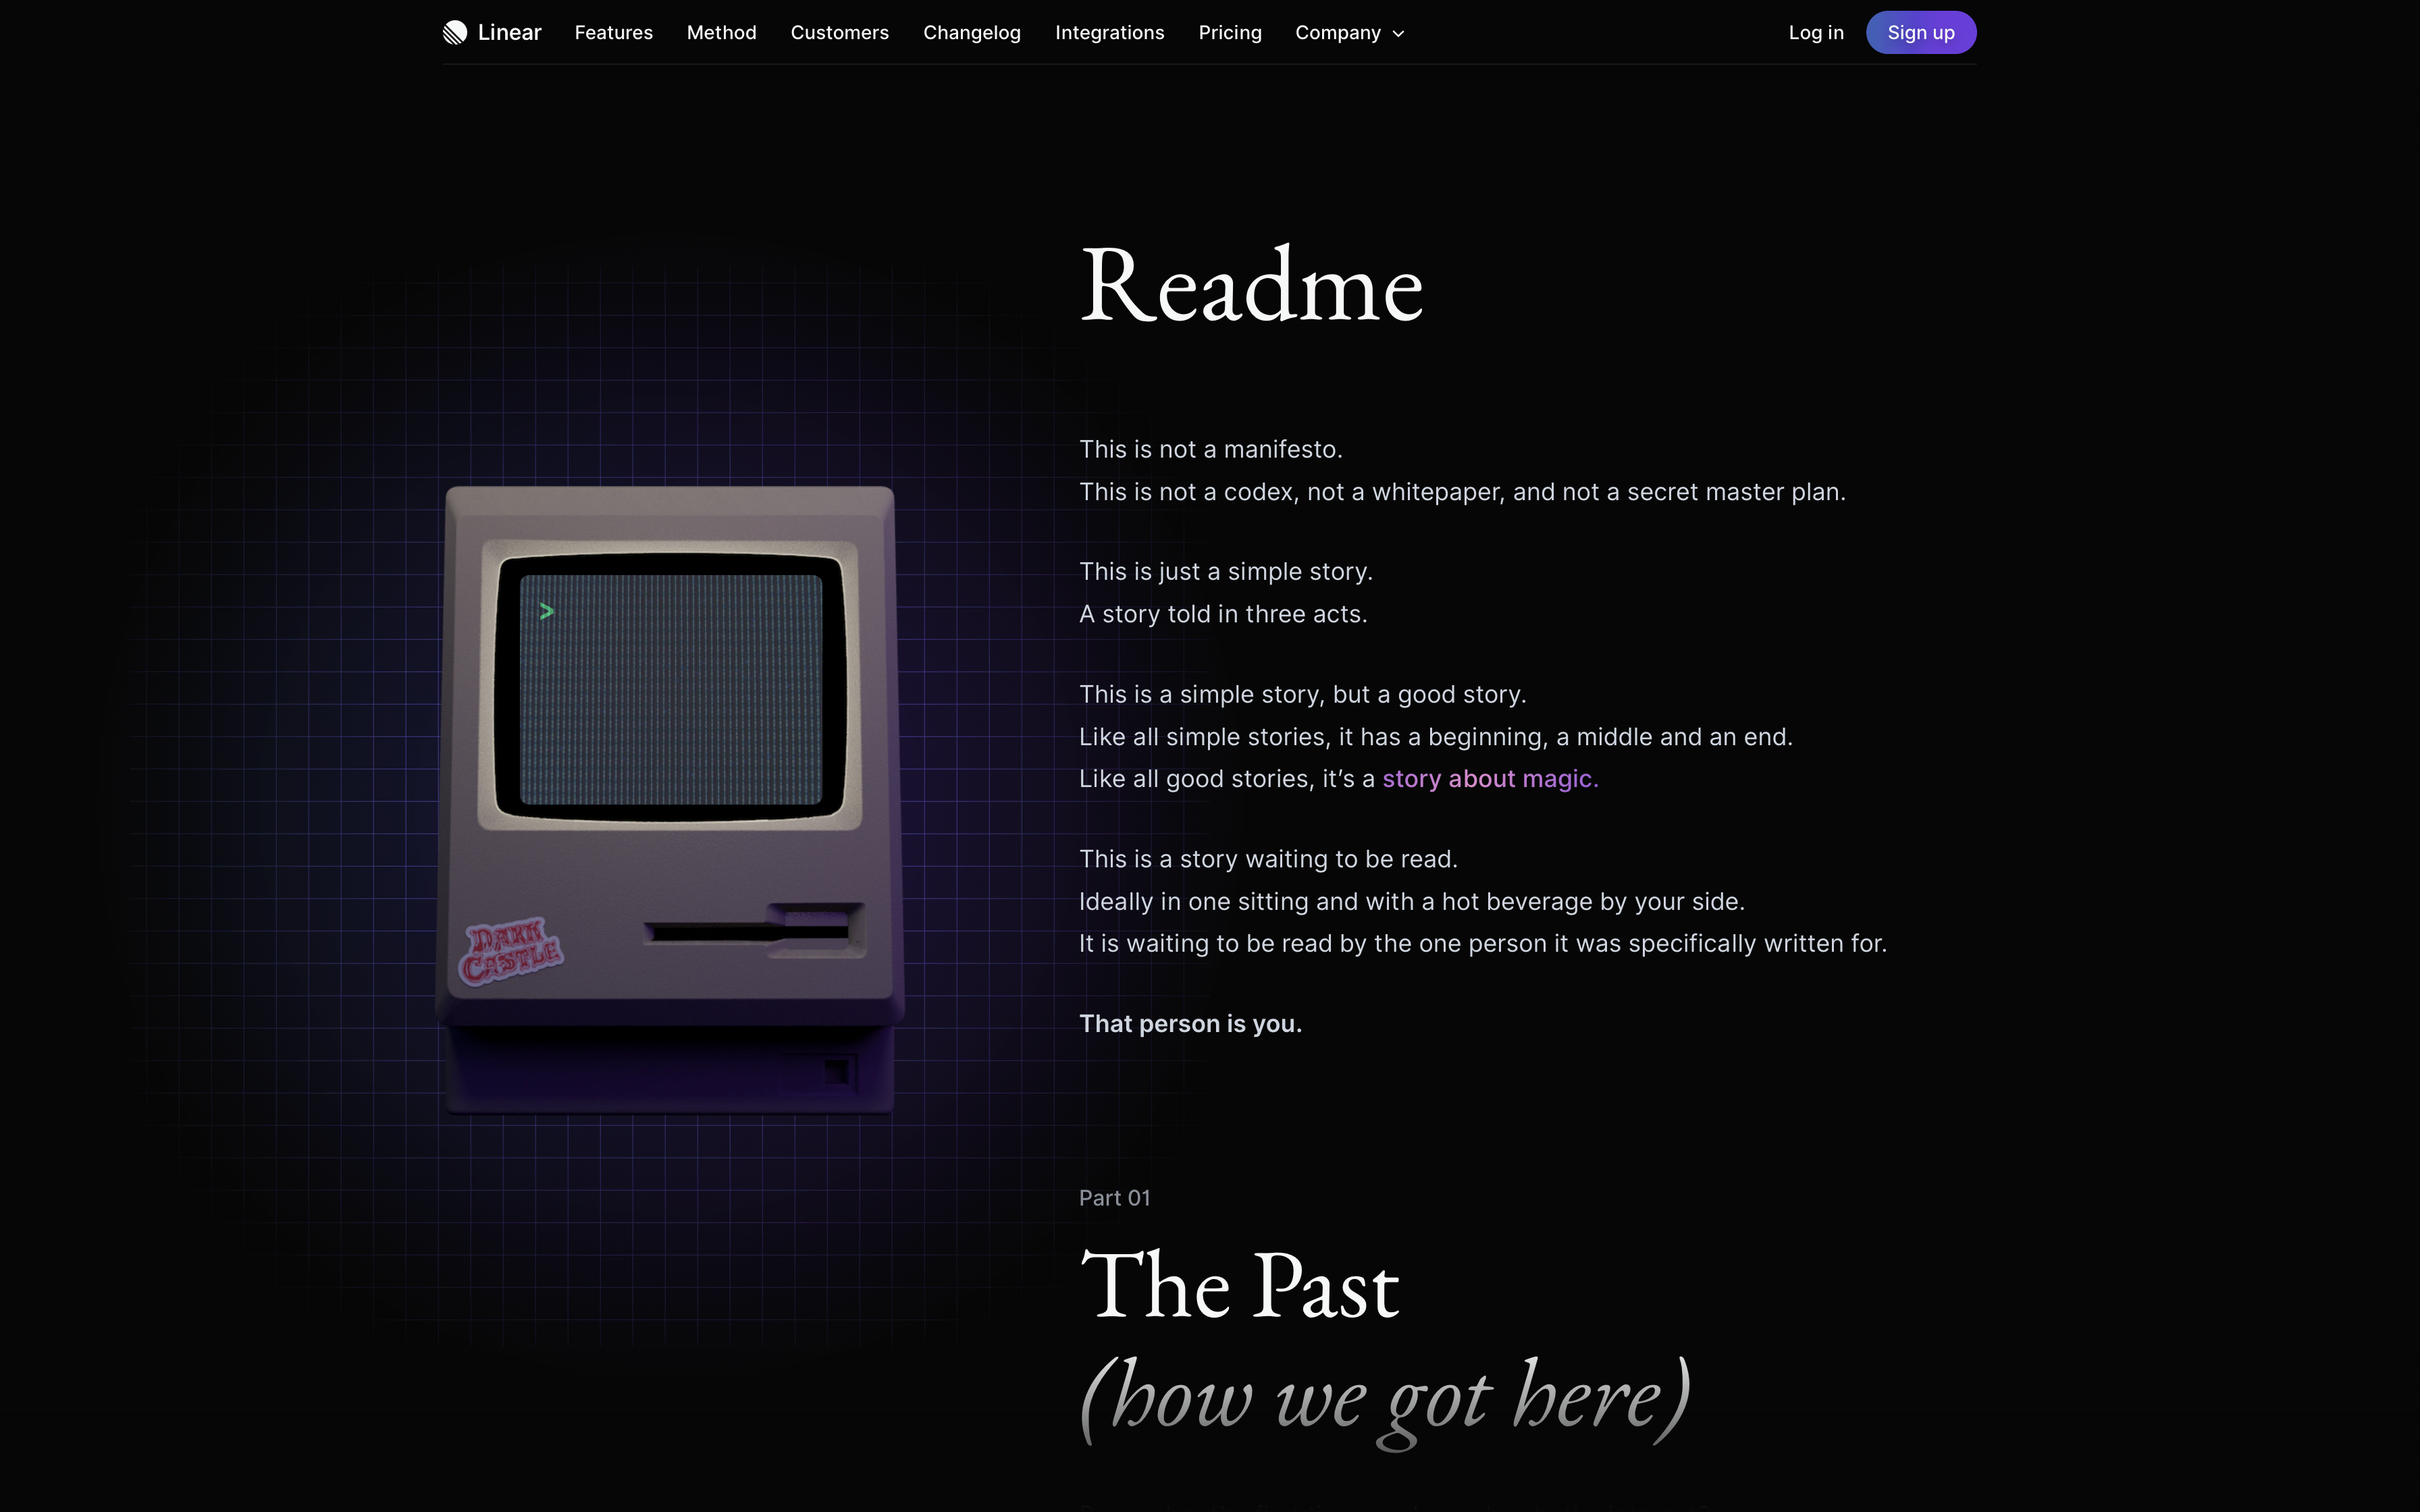 Linear Features Method Customers Changelog Integrations Pricing Company Log in Sign up
Readme
This is not a manifesto.
This is not a codex, not a whitepaper, and not a secret master plan.
This is just a simple story.
A story told in three acts.
This is a simple story, but a good story.
Like all simple stories, it has a beginning, a middle and an end.
Like all good stories, it’s a story about magic.
This is a story waiting to be read.
Ideally in one sitting and with a hot beverage by your side.
It is waiting to be read by the one person it was specifically written for.
That person is you.
>
DARK
CASTLE
Part 01
The Past
(how we got here)